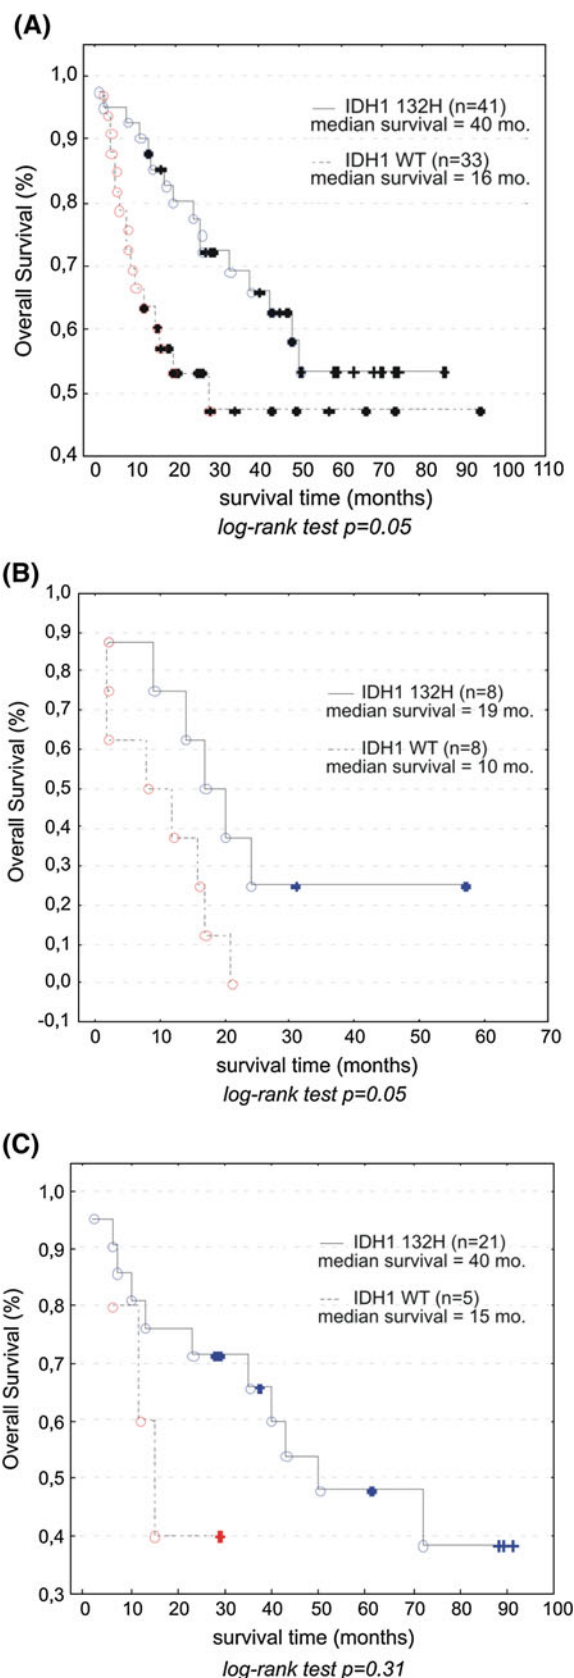 (A)
1,0
0,9
0,8
0,7
0,6
0,5
0,4
Overall Survival (%)
IDH1 132H (n=41)
median survival = 40 mo.
IDH1 WT (n=33)
median survival = 16 mo.
0 10 20 30 40 50 60 70 80 90 100 110
survival time (months)
log-rank test p=0.05
(B)
1,0
0,9
0,8
0,7
0,6
0,5
0,4
0,3
0,2
0,1
0,0
-0,1
Overall Survival (%)
IDH1 132H (n=8)
median survival = 19 mo.
IDH1 WT (n=8)
median survival = 10 mo.
0 10 20 30 40 50 60 70
survival time (months)
log-rank test p=0.05
(C)
1,0
0,9
0,8
0,7
0,6
0,5
0,4
0,3
Overall Survival (%)
IDH1 132H (n=21)
median survival = 40 mo.
IDH1 WT (n=5)
median survival = 15 mo.
0 10 20 30 40 50 60 70 80 90 100
survival time (months)
log-rank test p=0.31